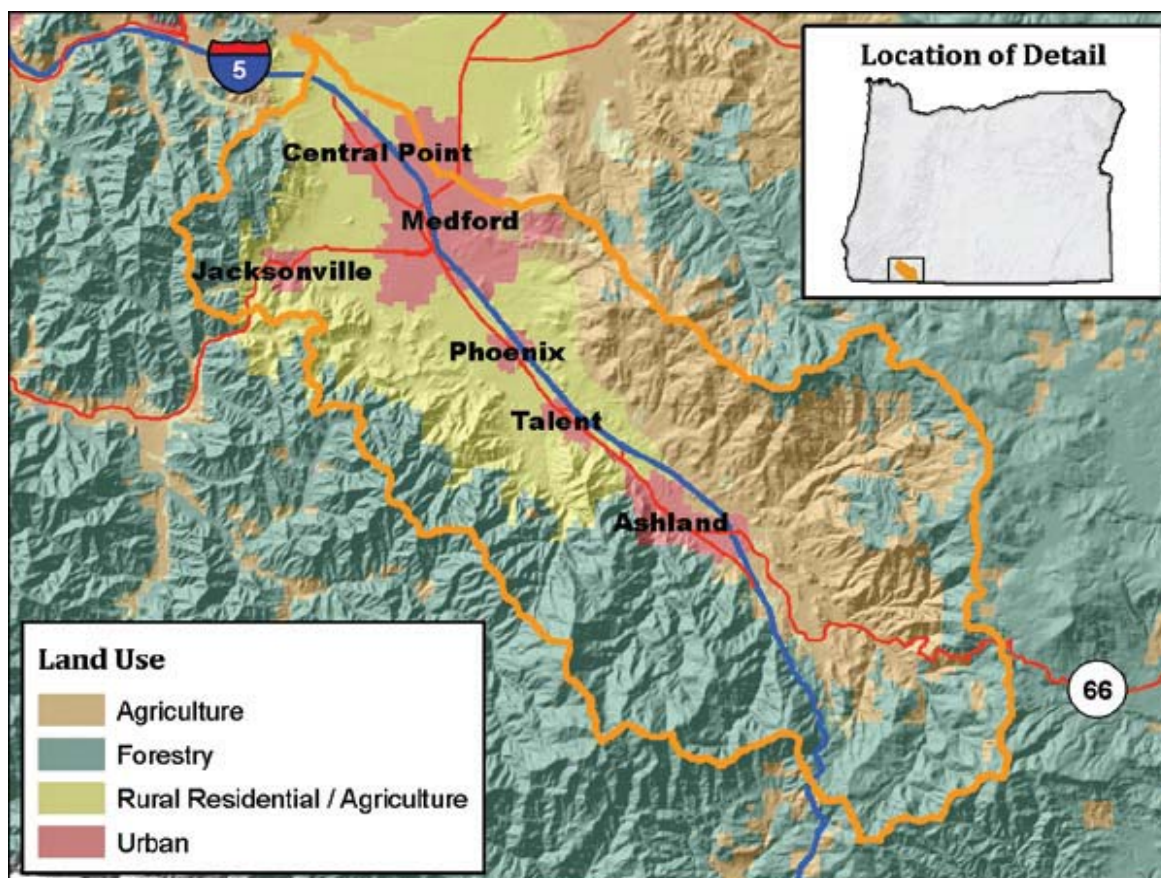 5
Location of Detail
Central Point
Medford
Jacksonville
Phoenix
Talent
Ashland
66
Land Use
Agriculture
Forestry
Rural Residential / Agriculture
Urban